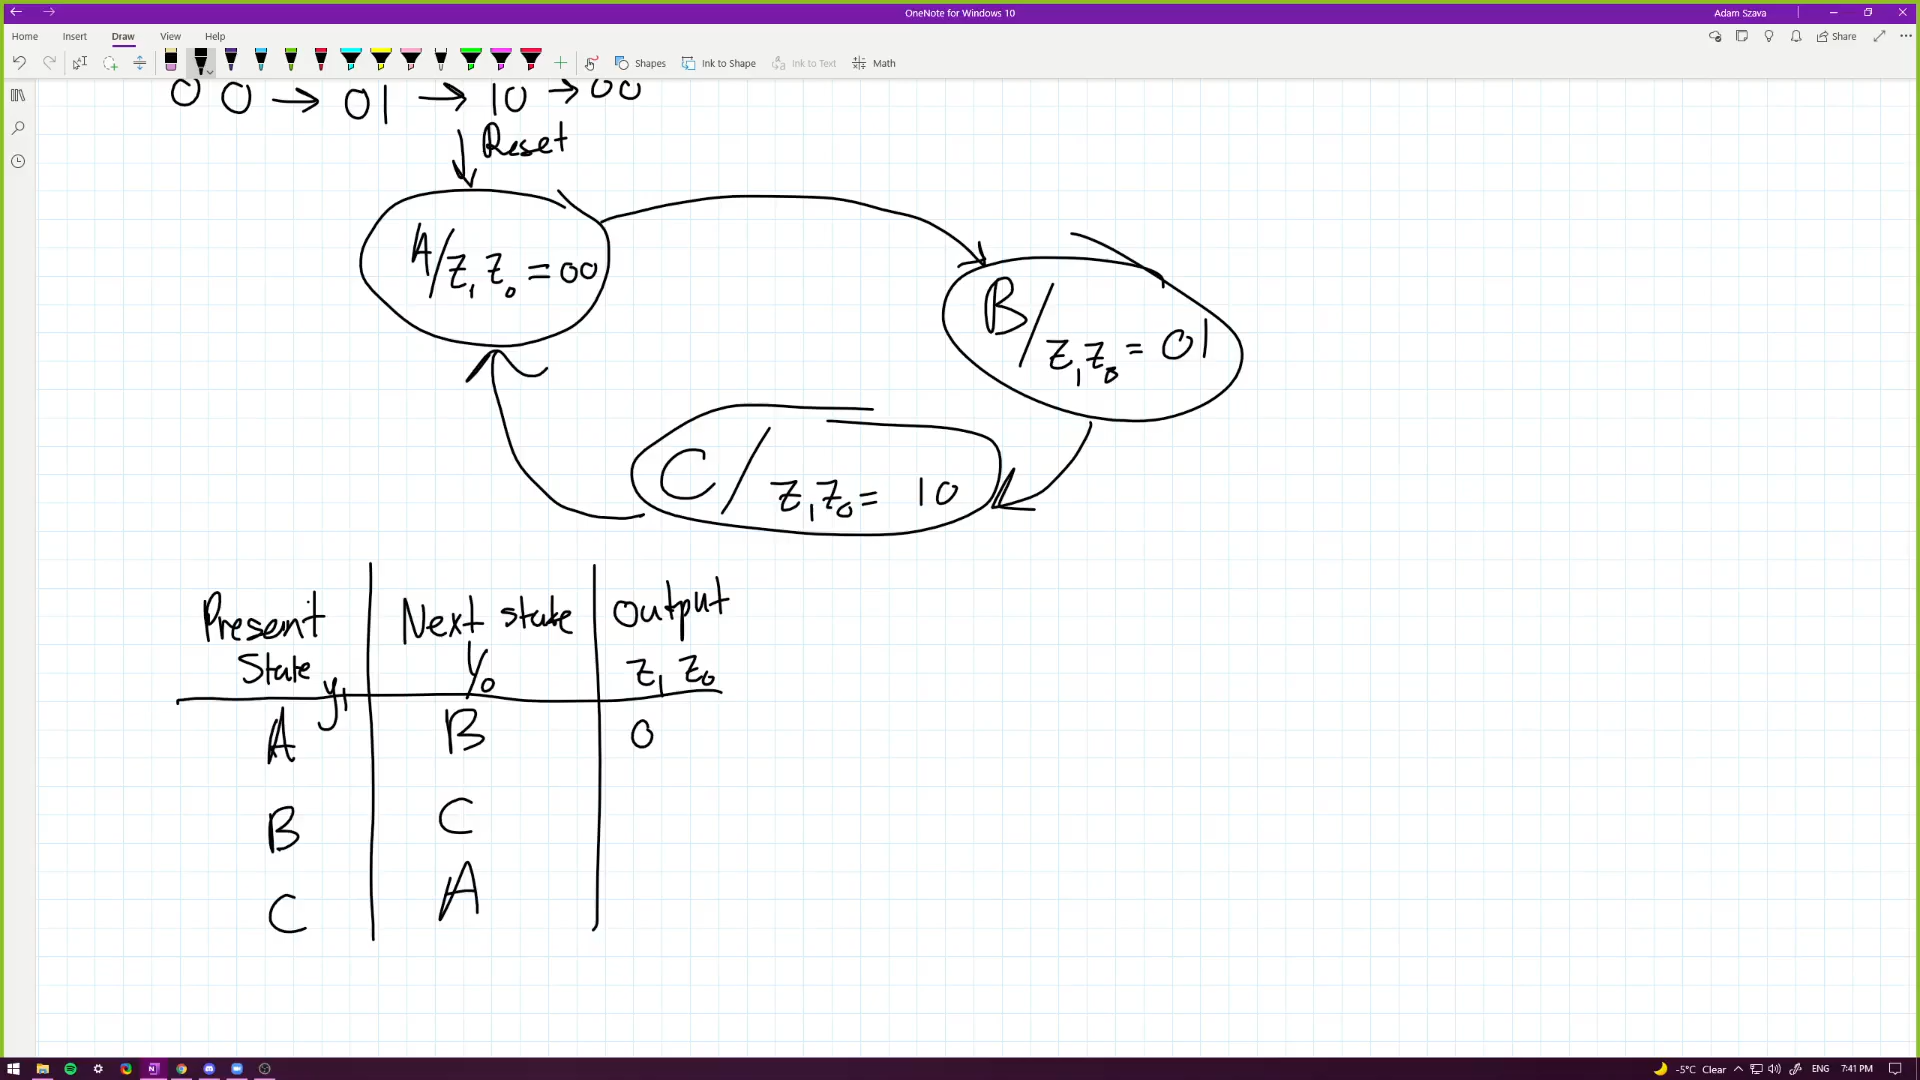 OneNote for Windows 10
Adam Szava
Home Insert Draw View Help
Share
Shapes Ink to Shape Ink to Text Math
00 → 01 → 10 → 00
Reset
A/z₁z₀ = 00
B/z₁z₀ = 01
C/z₁z₀ = 10
Present State y₁
Next state Y₀
Output z₁ z₀
A B 0
B C
C A
-5°C Clear
ENG
7:41 PM